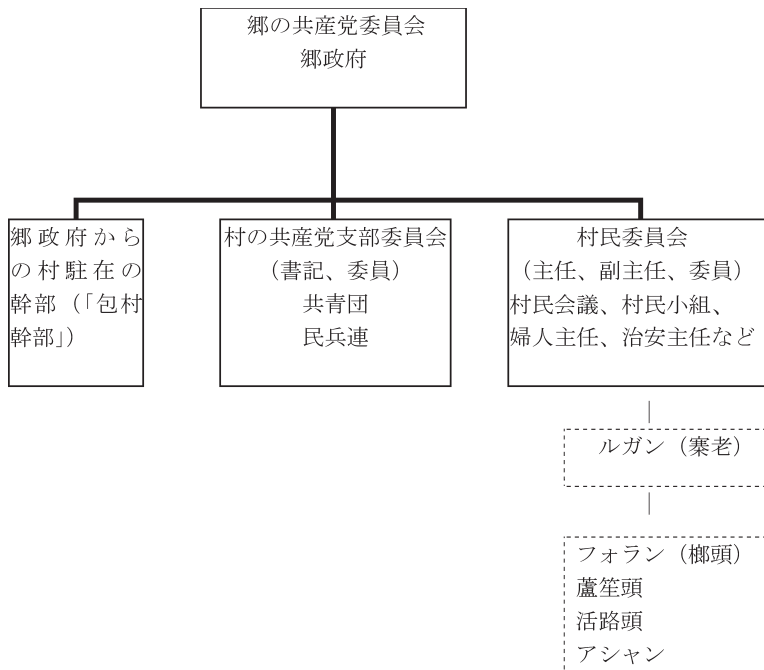 郷の共産党委員会
郷政府
郷政府から
の村駐在の
幹部（「包村
幹部」）
村の共産党支部委員会
（書記、委員）
共青団
民兵連
村民委員会
（主任、副主任、委員）
村民会議、村民小組、
婦人主任、治安主任など
ルガン（寨老）
フォラン（榔頭）
蘆笙頭
活路頭
アシャン